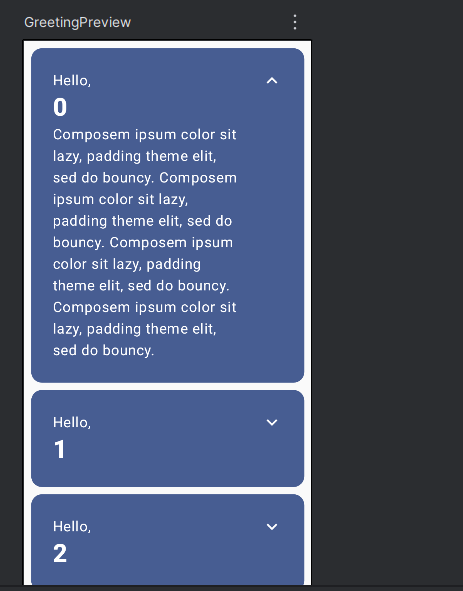 GreetingPreview
Hello,
0
Composem ipsum color sit
lazy, padding theme elit,
sed do bouncy. Composem
ipsum color sit lazy,
padding theme elit, sed do
bouncy. Composem ipsum
color sit lazy, padding
theme elit, sed do bouncy.
Composem ipsum color sit
lazy, padding theme elit,
sed do bouncy.
Hello,
1
Hello,
2